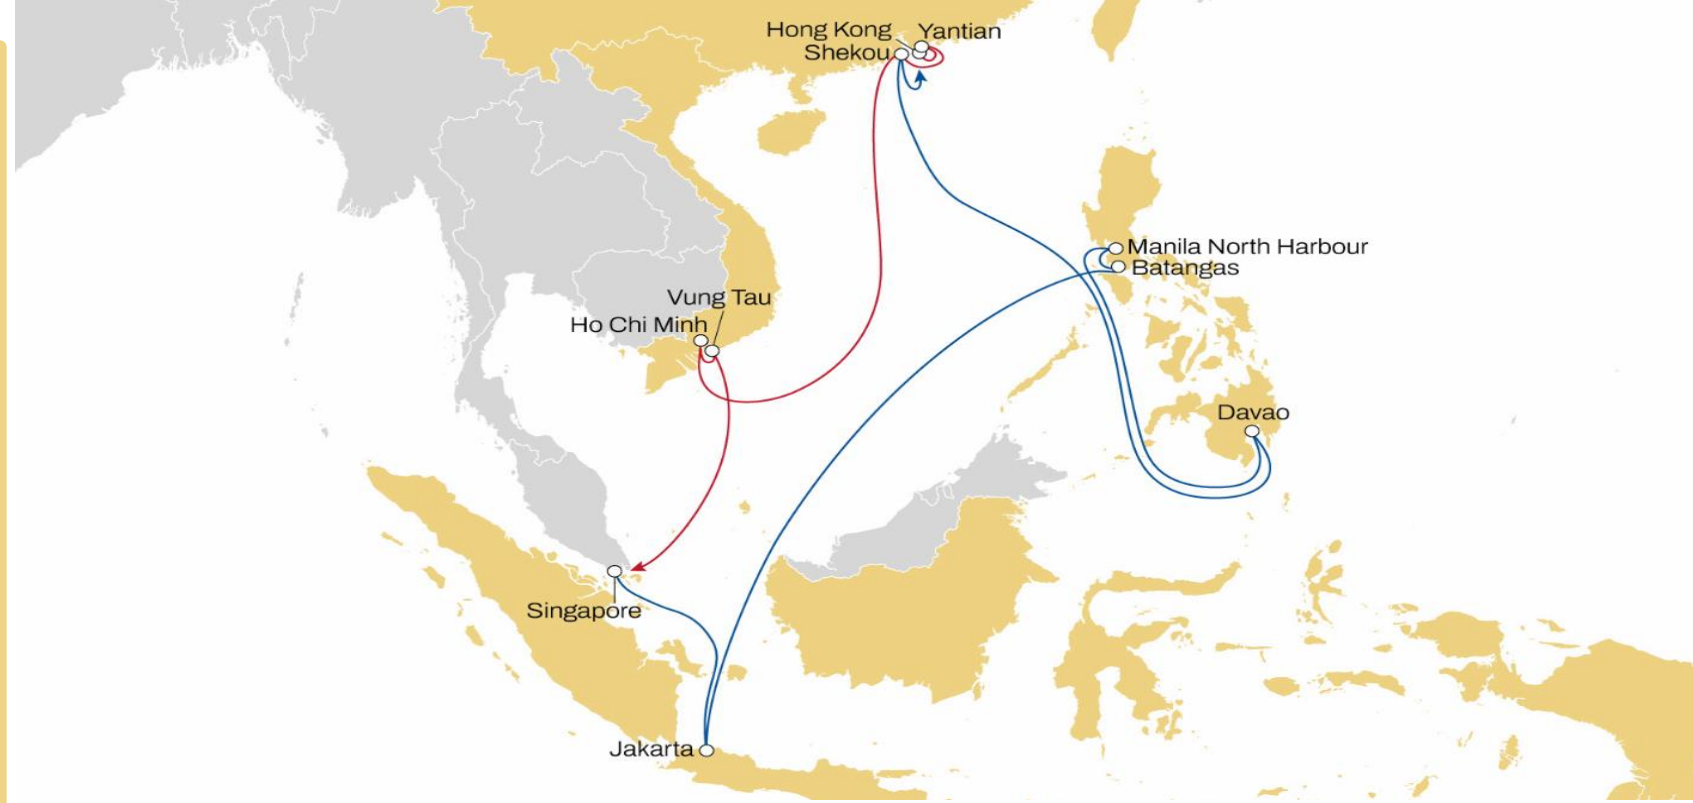 Hong Kong
Yantian
Shekou
Manila North Harbour
Batangas
Vung Tau
Ho Chi Minh
Davao
Singapore
Jakarta